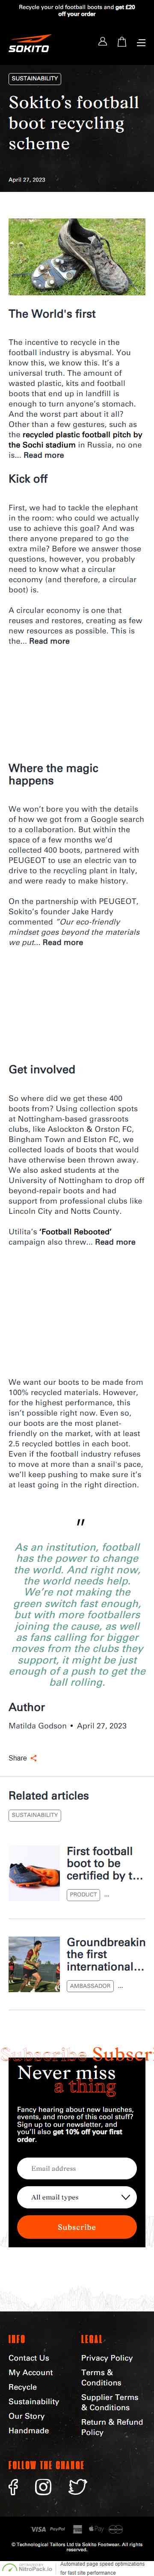 Recycle your old football boots and get £20
off your order
SOKITO
SUSTAINABILITY
Sokito’s football
boot recycling
scheme
April 27, 2023
The World's first
The incentive to recycle in the
football industry is abysmal. You
know this, we know this. It’s a
universal truth. The amount of
wasted plastic, kits and football
boots that end up in landfill is
enough to turn anyone’s stomach.
And the worst part about it all?
Other than a few gestures, such as
the recycled plastic football pitch by
the Sochi stadium in Russia, no one
is... Read more
Kick off
First, we had to tackle the elephant
in the room: who could we actually
use to achieve this goal? And was
there anyone prepared to go the
extra mile? Before we answer those
questions, however, you probably
need to know what a circular
economy (and therefore, a circular
boot) is.
A circular economy is one that
reuses and restores, creating as few
new resources as possible. This is
the... Read more
Where the magic
happens
We won’t bore you with the details
of how we got from a Google search
to a collaboration. But within the
space of a few months we’d
collected 400 boots, partnered with
PEUGEOT to use an electric van to
drive to the recycling plant in Italy,
and were ready to make history.
On the partnership with PEUGEOT,
Sokito’s founder Jake Hardy
commented “Our eco-friendly
mindset goes beyond the materials
we put... Read more
Get involved
So where did we get these 400
boots from? Using collection spots
at Nottingham-based grassroots
clubs, like Aslockton & Orston FC,
Bingham Town and Elston FC, we
collected loads of boots that would
have otherwise been thrown away.
We also asked students at the
University of Nottingham to drop off
beyond-repair boots and had
support from professional clubs like
Lincoln City and Notts County.
Utilita’s ‘Football Rebooted’
campaign also threw... Read more
We want our boots to be made from
100% recycled materials. However,
for the highest performance, this
isn’t possible right now. Even so,
our boots are the most planet-
friendly on the market, with at least
2.5 recycled bottles in each boot.
Even if the football industry refuses
to move at more than a snail's pace,
we’ll keep pushing to make sure it’s
at least going in the right direction.
"
As an institution, football
has the power to change
the world. And right now,
the world needs help.
We’re not making the
green switch fast enough,
but with more footballers
joining the cause, as well
as fans calling for bigger
moves from the clubs they
support, it might be just
enough of a push to get the
ball rolling.
Author
Matilda Godson • April 27, 2023
Share
Related articles
SUSTAINABILITY
First football
boot to be
certified by t...
PRODUCT ...
Groundbreakin
the first
international...
AMBASSADOR ...
Subscribe Subscr
Never miss
a thing
Fancy hearing about new launches,
events, and more of this cool stuff?
Sign up to our newsletter, and
you’ll also get 10% off your first
order.
Email address
All email types
Subscribe
INFO
LEGAL
Contact Us
Privacy Policy
My Account
Terms &
Conditions
Recycle
Sustainability
Supplier Terms
& Conditions
Our Story
Return & Refund
Policy
Handmade
FOLLOW THE CHANGE
VISA PayPal Pay
© Technological Tailors Ltd t/a Sokito Footwear. All rights
reserved.
NitroPack.io
Automated page speed optimizations
for fast site performance